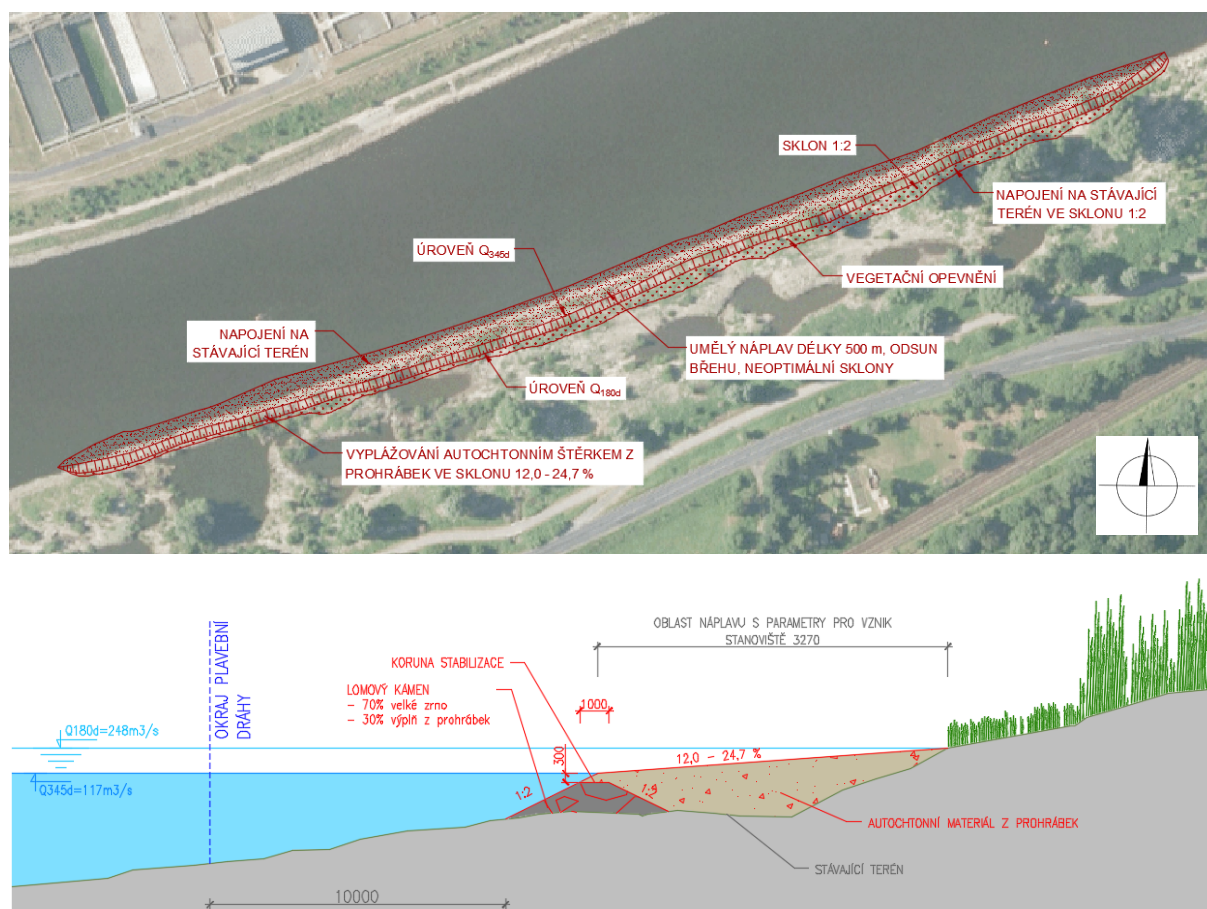 SKLON 1:2
NAPOJENÍ NA STÁVAJÍCÍ
TERÉN VE SKLONU 1:2
ÚROVEŇ Q345d
VEGETAČNÍ OPEVNĚNÍ
NAPOJENÍ NA
STÁVAJÍCÍ TERÉN
UMĚLÝ NÁPLAV DÉLKY 500 m, ODSUN
BŘEHU, NEOPTIMÁLNÍ SKLONY
ÚROVEŇ Q180d
VYPLÁŽOVÁNÍ AUTOCHTONNÍM ŠTĚRKEM Z
PROHRÁBEK VE SKLONU 12,0 - 24,7 %
OBLAST NÁPLAVU S PARAMETRY PRO VZNIK
STANOVIŠTĚ 3270
KORUNA STABILIZACE
LOMOVÝ KÁMEN
- 70% velké zrno
- 30% výplň z prohrábek
1000
OKRAJ PLAVEBNÍ
DRÁHY
Q180d=248m3/s
300
12,0 - 24,7 %
Q345d=117m3/s
1:2
AUTOCHTONNÍ MATERIÁL Z PROHRÁBEK
STÁVAJÍCÍ TERÉN
10000